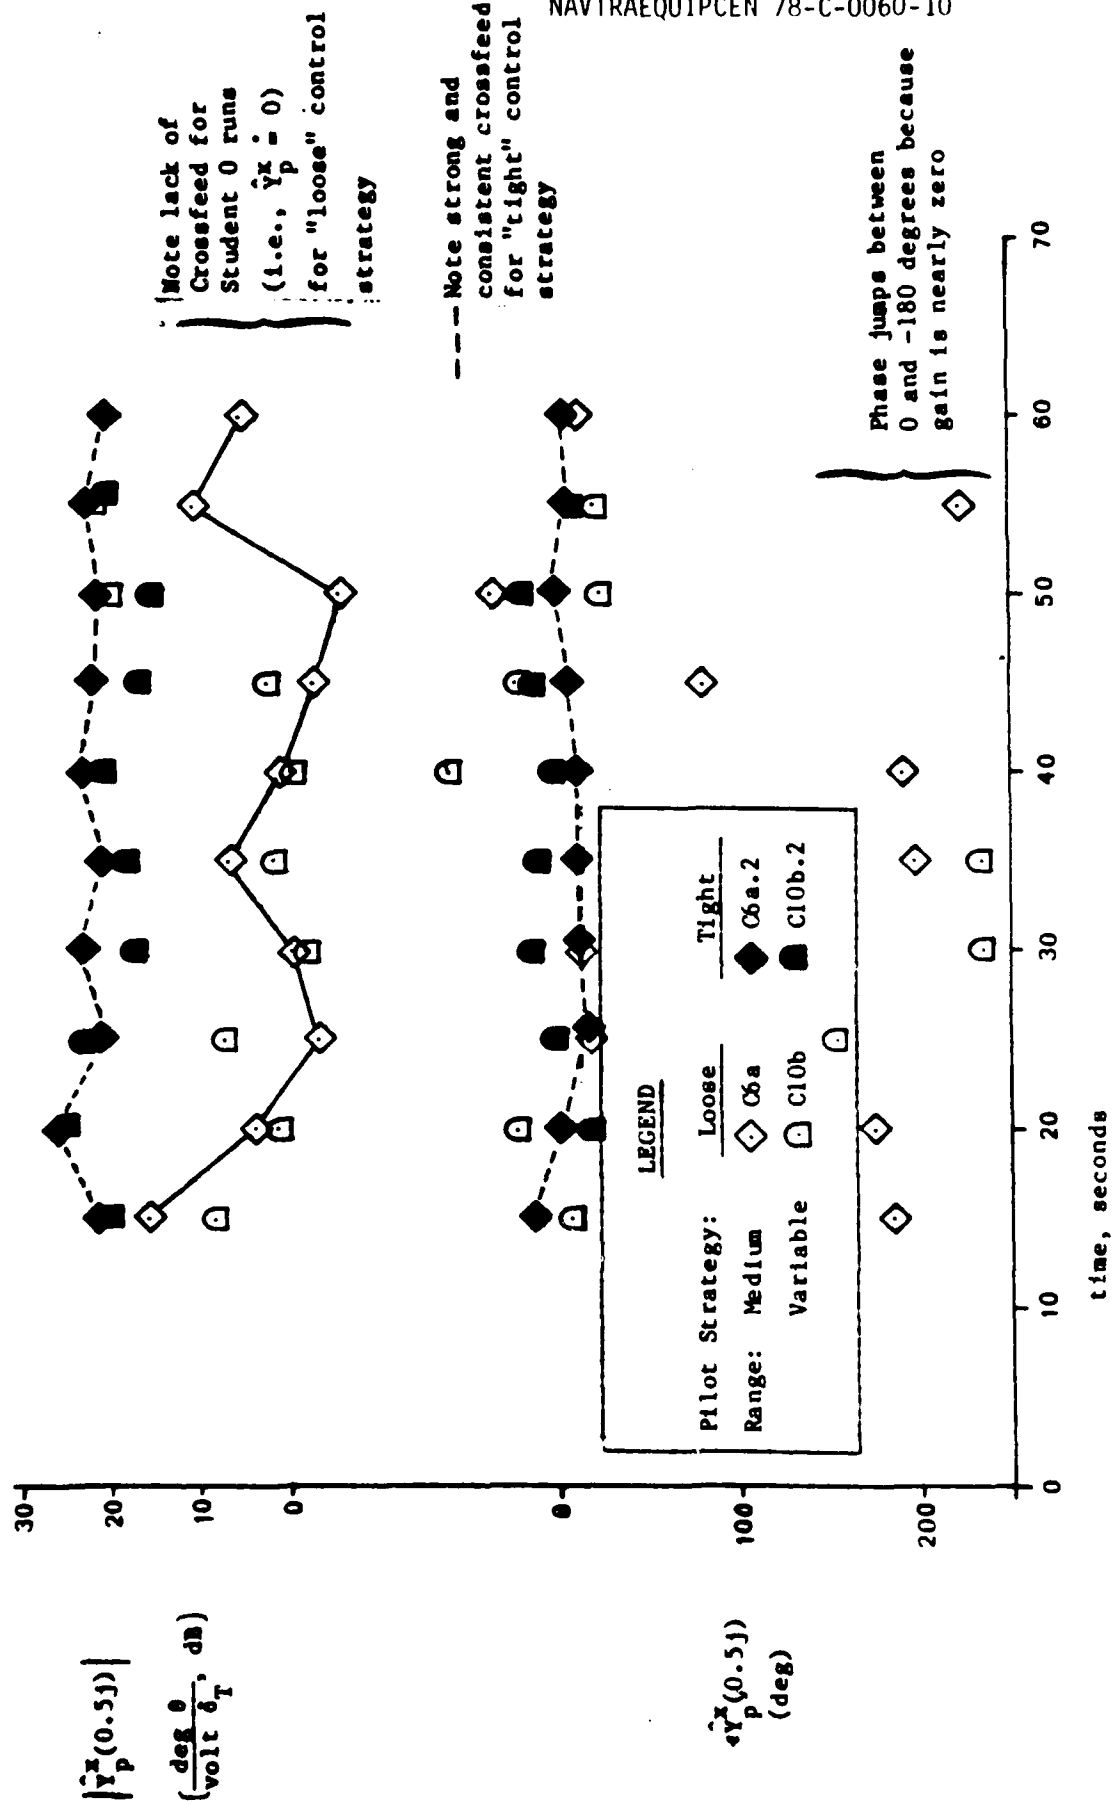 NAVTRAEQUIPCEN 78-C-0060-10
Note lack of
Crossfeed for
Student 0 runs
(i.e., Ŷpˣ ≐ 0)
for "loose" control
strategy
Note strong and
consistent crossfeed
for "tight" control
strategy
Phase jumps between
0 and -180 degrees because
gain is nearly zero
|Ŷpˣ(0.5j)|
(deg θ / volt δT, dB)
30
20
10
0
∢Ŷpˣ(0.5j)
(deg)
0
100
200
LEGEND
Pilot Strategy: Loose Tight
Range: Medium C6a C6a.2
Variable C10b C10b.2
0 10 20 30 40 50 60 70
time, seconds